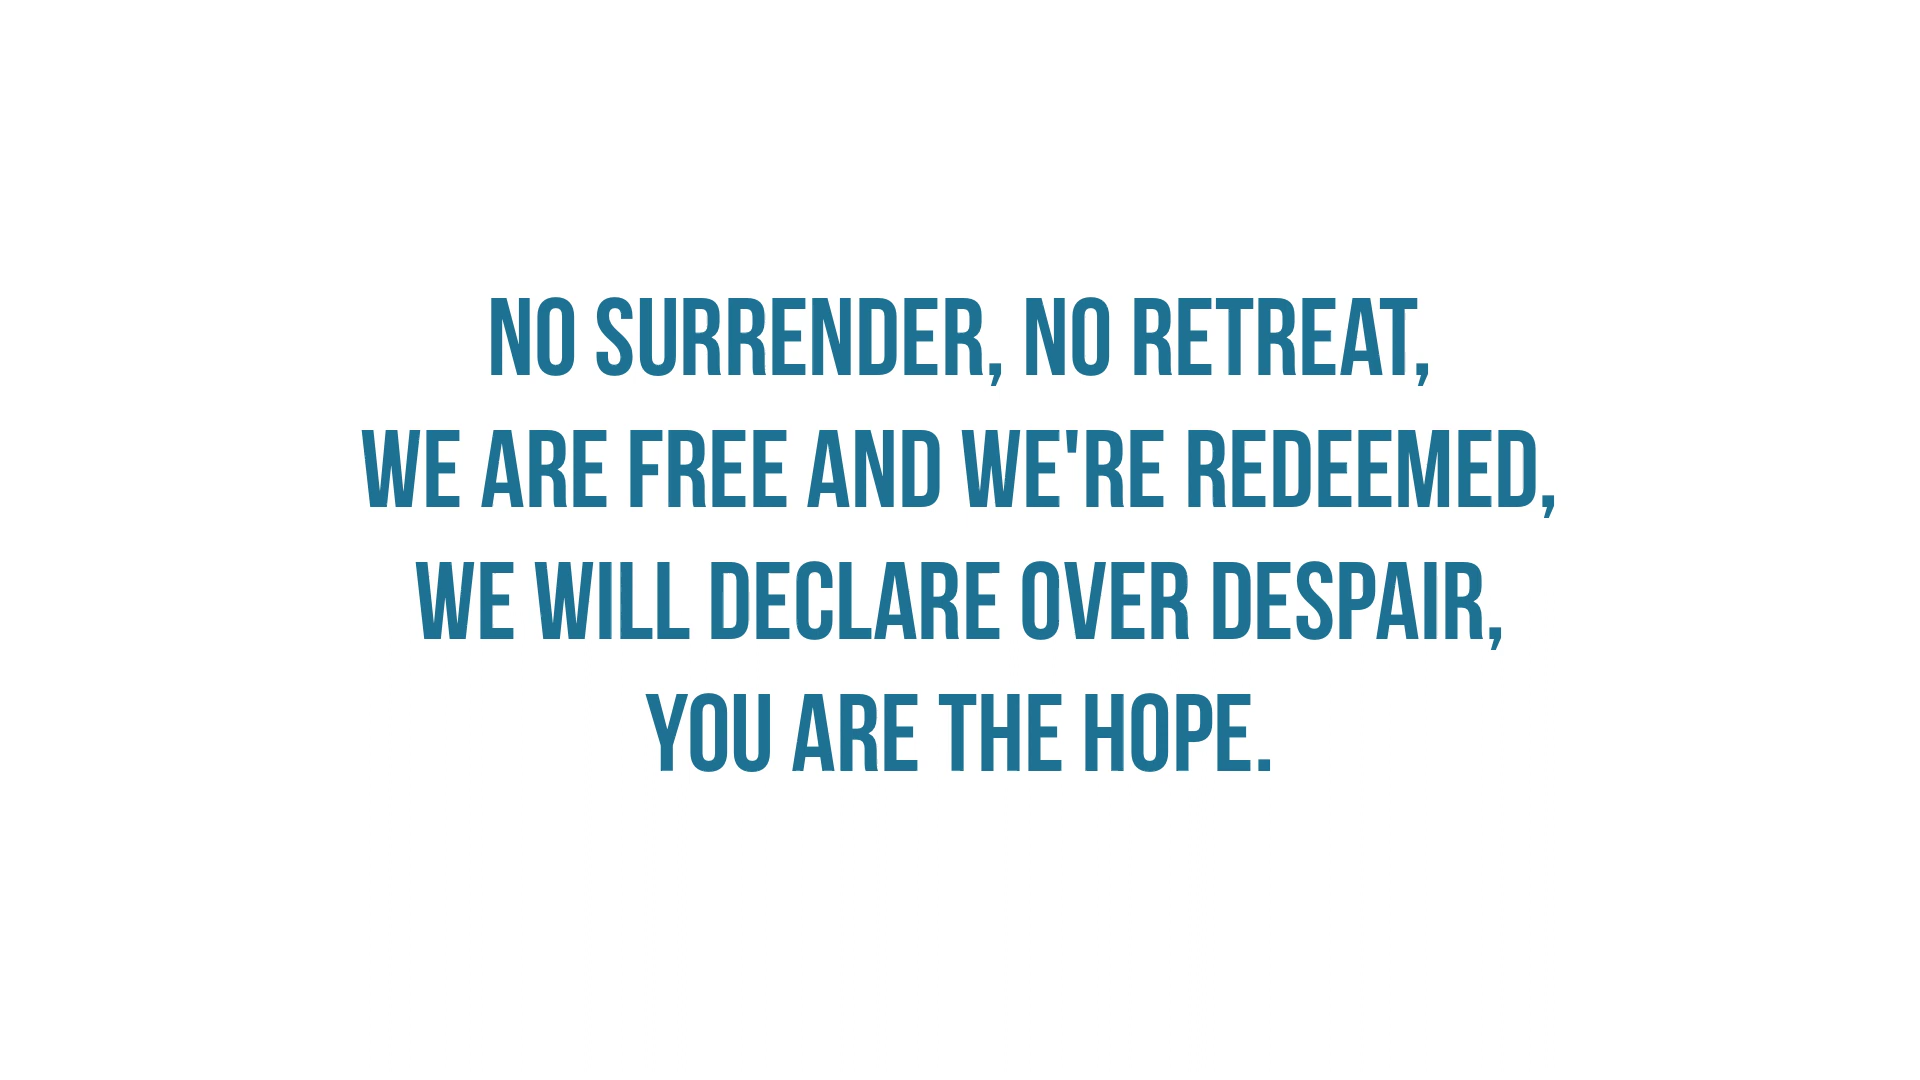 NO SURRENDER, NO RETREAT,
WE ARE FREE AND WE'RE REDEEMED,
WE WILL DECLARE OVER DESPAIR,
YOU ARE THE HOPE.